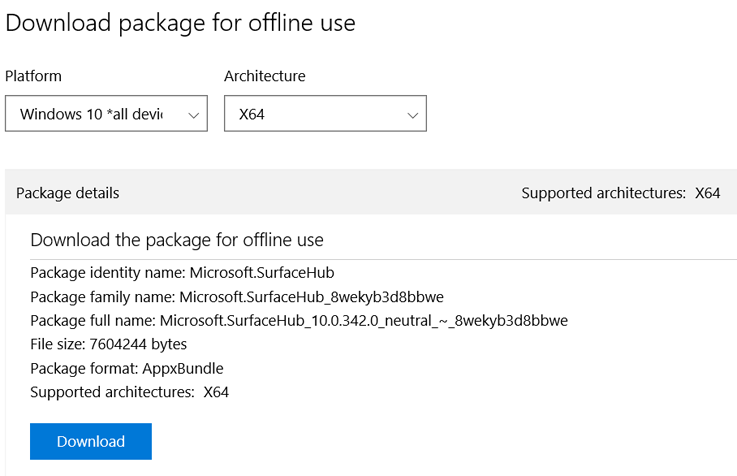 Download package for offline use
Platform Architecture
Windows 10 *all devi X64
Package details Supported architectures: X64
Download the package for offline use
Package identity name: Microsoft.SurfaceHub
Package family name: Microsoft.SurfaceHub_8wekyb3d8bbwe
Package full name: Microsoft.SurfaceHub_10.0.342.0_neutral_~_8wekyb3d8bbwe
File size: 7604244 bytes
Package format: AppxBundle
Supported architectures: X64
Download